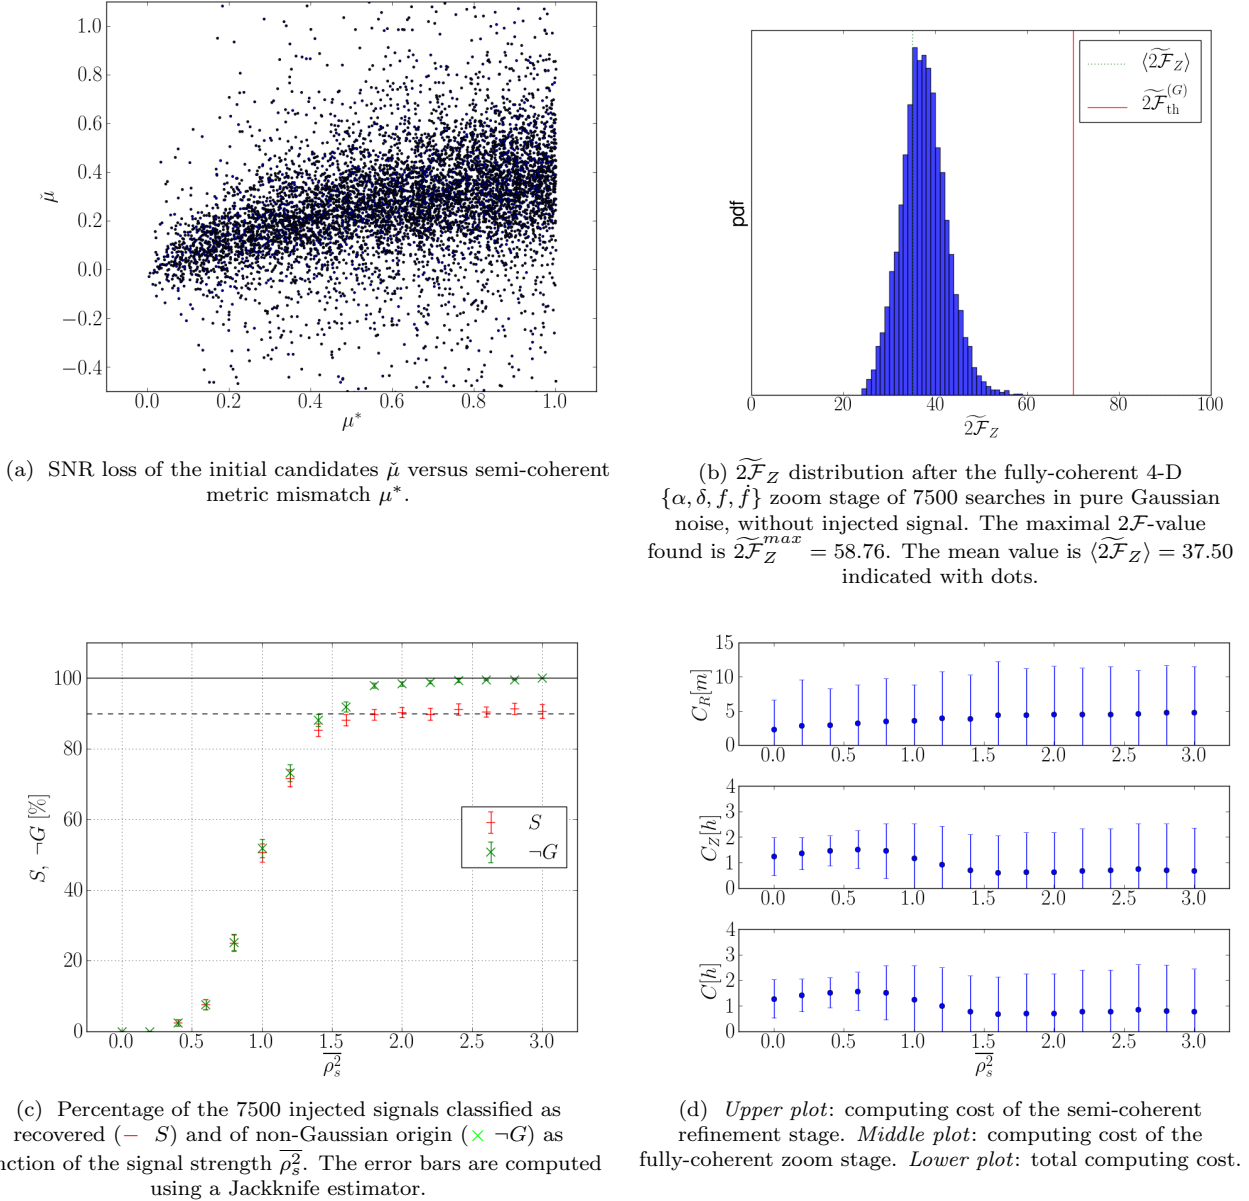 1.0
0.8
0.6
0.4
0.2
0.0
−0.2
−0.4
μ̌
0.0 0.2 0.4 0.6 0.8 1.0
μ*
(a) SNR loss of the initial candidates μ̌ versus semi-coherent
metric mismatch μ*.
pdf
⟨2ℱ̃_Z⟩
2ℱ̃_th^(G)
0 20 40 60 80 100
2ℱ̃_Z
(b) 2ℱ̃_Z distribution after the fully-coherent 4-D
{α, δ, f, ḟ} zoom stage of 7500 searches in pure Gaussian
noise, without injected signal. The maximal 2ℱ-value
found is 2ℱ̃_Z^max = 58.76. The mean value is ⟨2ℱ̃_Z⟩ = 37.50
indicated with dots.
100
80
60
40
20
0
S, ¬G [%]
S
¬G
0.0 0.5 1.0 1.5 2.0 2.5 3.0
ρ_s^2
(c) Percentage of the 7500 injected signals classified as
recovered (− S) and of non-Gaussian origin (× ¬G) as
nction of the signal strength ρ_s^2. The error bars are computed
using a Jackknife estimator.
15
10
5
0
C_R[m]
0.0 0.5 1.0 1.5 2.0 2.5 3.0
4
3
2
1
0
C_Z[h]
0.0 0.5 1.0 1.5 2.0 2.5 3.0
4
3
2
1
0
C[h]
0.0 0.5 1.0 1.5 2.0 2.5 3.0
ρ_s^2
(d) Upper plot: computing cost of the semi-coherent
refinement stage. Middle plot: computing cost of the
fully-coherent zoom stage. Lower plot: total computing cost.